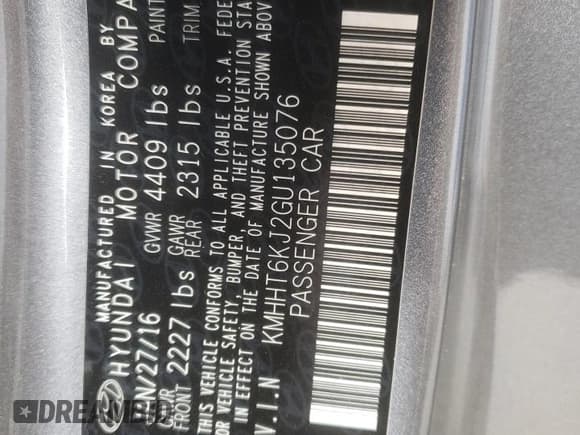 MANUFACTURED IN KOREA BY
HYUNDAI MOTOR COMPA
N/27/16 GVWR 4409 lbs PAINT
FRONT 2227 lbs GAWR REAR 2315 lbs TRIM
THIS VEHICLE CONFORMS TO ALL APPLICABLE U.S.A. FEDE
VEHICLE SAFETY, BUMPER, AND THEFT PREVENTION STA
IN EFFECT ON THE DATE OF MANUFACTURE SHOWN ABOV
V.I.N KMHHT6KJ2GU135076
PASSENGER CAR
DREAMBID